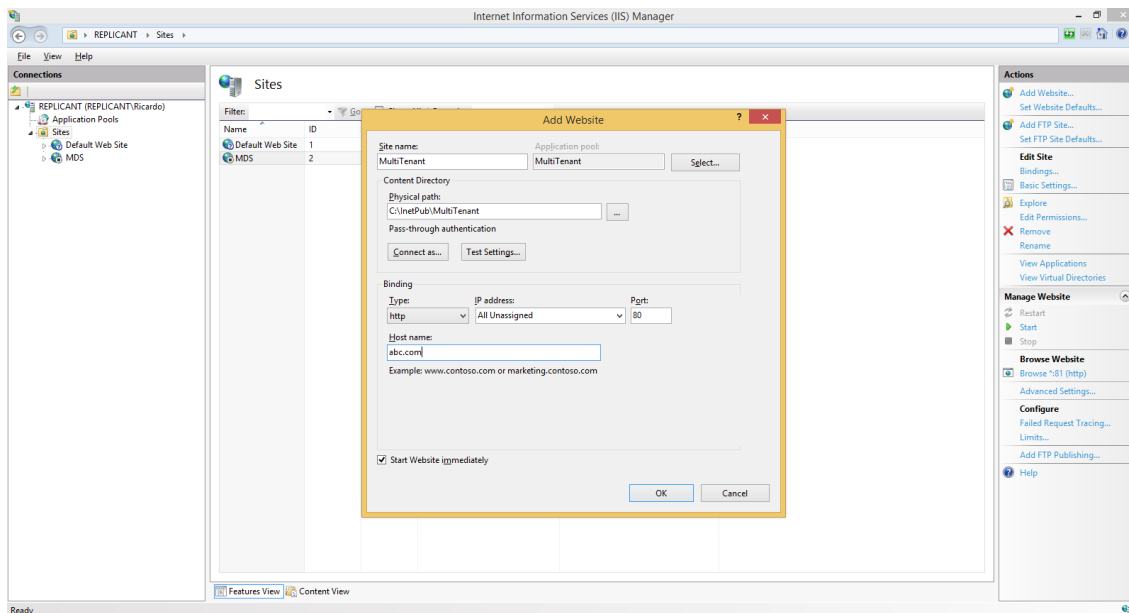 Internet Information Services (IIS) Manager
REPLICANT
Sites
File View Help
Connections
REPLICANT (REPLICANT\Ricardo)
Application Pools
Sites
Default Web Site
MDS
Sites
Filter:
Name ID
Default Web Site 1
MDS 2
Add Website
Site name:
Application pool:
MultiTenant
MultiTenant
Select...
Content Directory
Physical path:
C:\InetPub\MultiTenant
...
Pass-through authentication
Connect as...
Test Settings...
Binding
Type:
IP address:
Port:
http
All Unassigned
80
Host name:
abc.com
Example: www.contoso.com or marketing.contoso.com
Start Website immediately
OK
Cancel
Features View
Content View
Actions
Add Website...
Set Website Defaults...
Add FTP Site...
Set FTP Site Defaults...
Edit Site
Bindings...
Basic Settings...
Explore
Edit Permissions...
Remove
Rename
View Applications
View Virtual Directories
Manage Website
Restart
Start
Stop
Browse Website
Browse *:81 (http)
Advanced Settings...
Configure
Failed Request Tracing...
Limits...
Add FTP Publishing...
Help
Ready